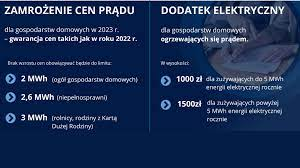 ZAMROŻENIE CEN PRĄDU
dla gospodarstw domowych w 2023 r.
– gwarancja cen takich jak w roku 2022 r.
Brak wzrostu cen obowiązywać będzie do limitu:
2 MWh (ogół gospodarstw domowych)
2,6 MWh (niepełnosprawni)
3 MWh (rolnicy, rodziny z Kartą
Dużej Rodziny)
DODATEK ELEKTRYCZNY
dla gospodarstw domowych
ogrzewających się prądem.
W wysokości:
1000 zł dla zużywających do 5 MWh
energii elektrycznej
rocznie
1500zł dla zużywających powyżej
5 MWh energii elektrycznej
rocznie